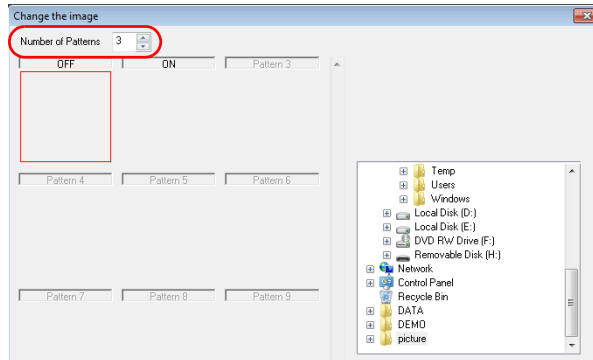 Change the image
Number of Patterns 3
OFF ON Pattern 3
Pattern 4 Pattern 5 Pattern 6
Pattern 7 Pattern 8 Pattern 9
Temp
Users
Windows
Local Disk (D:)
Local Disk (E:)
DVD RW Drive (F:)
Removable Disk (H:)
Network
Control Panel
Recycle Bin
DATA
DEMO
picture